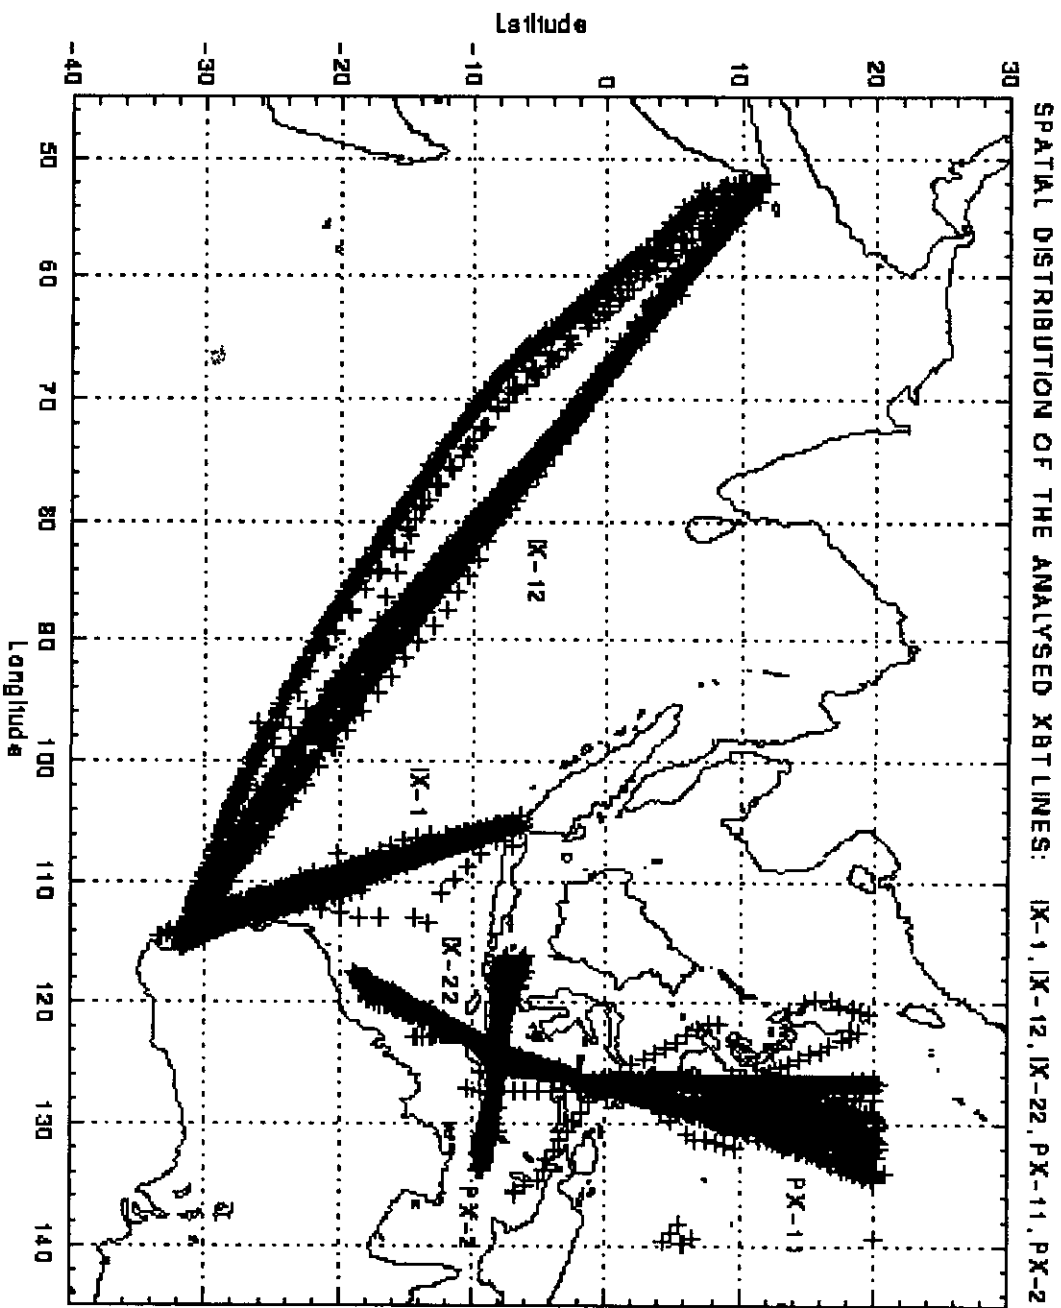 SPATIAL DISTRIBUTION OF THE ANALYSED XBT LINES: IX-1, IX-12, IX-22, PX-11, PX-2
Latitude
30
20
10
0
-10
-20
-30
-40
IX-12
IX-1
IX-22
PX-2
PX-11
50
60
70
80
90
100
110
120
130
140
Longitude